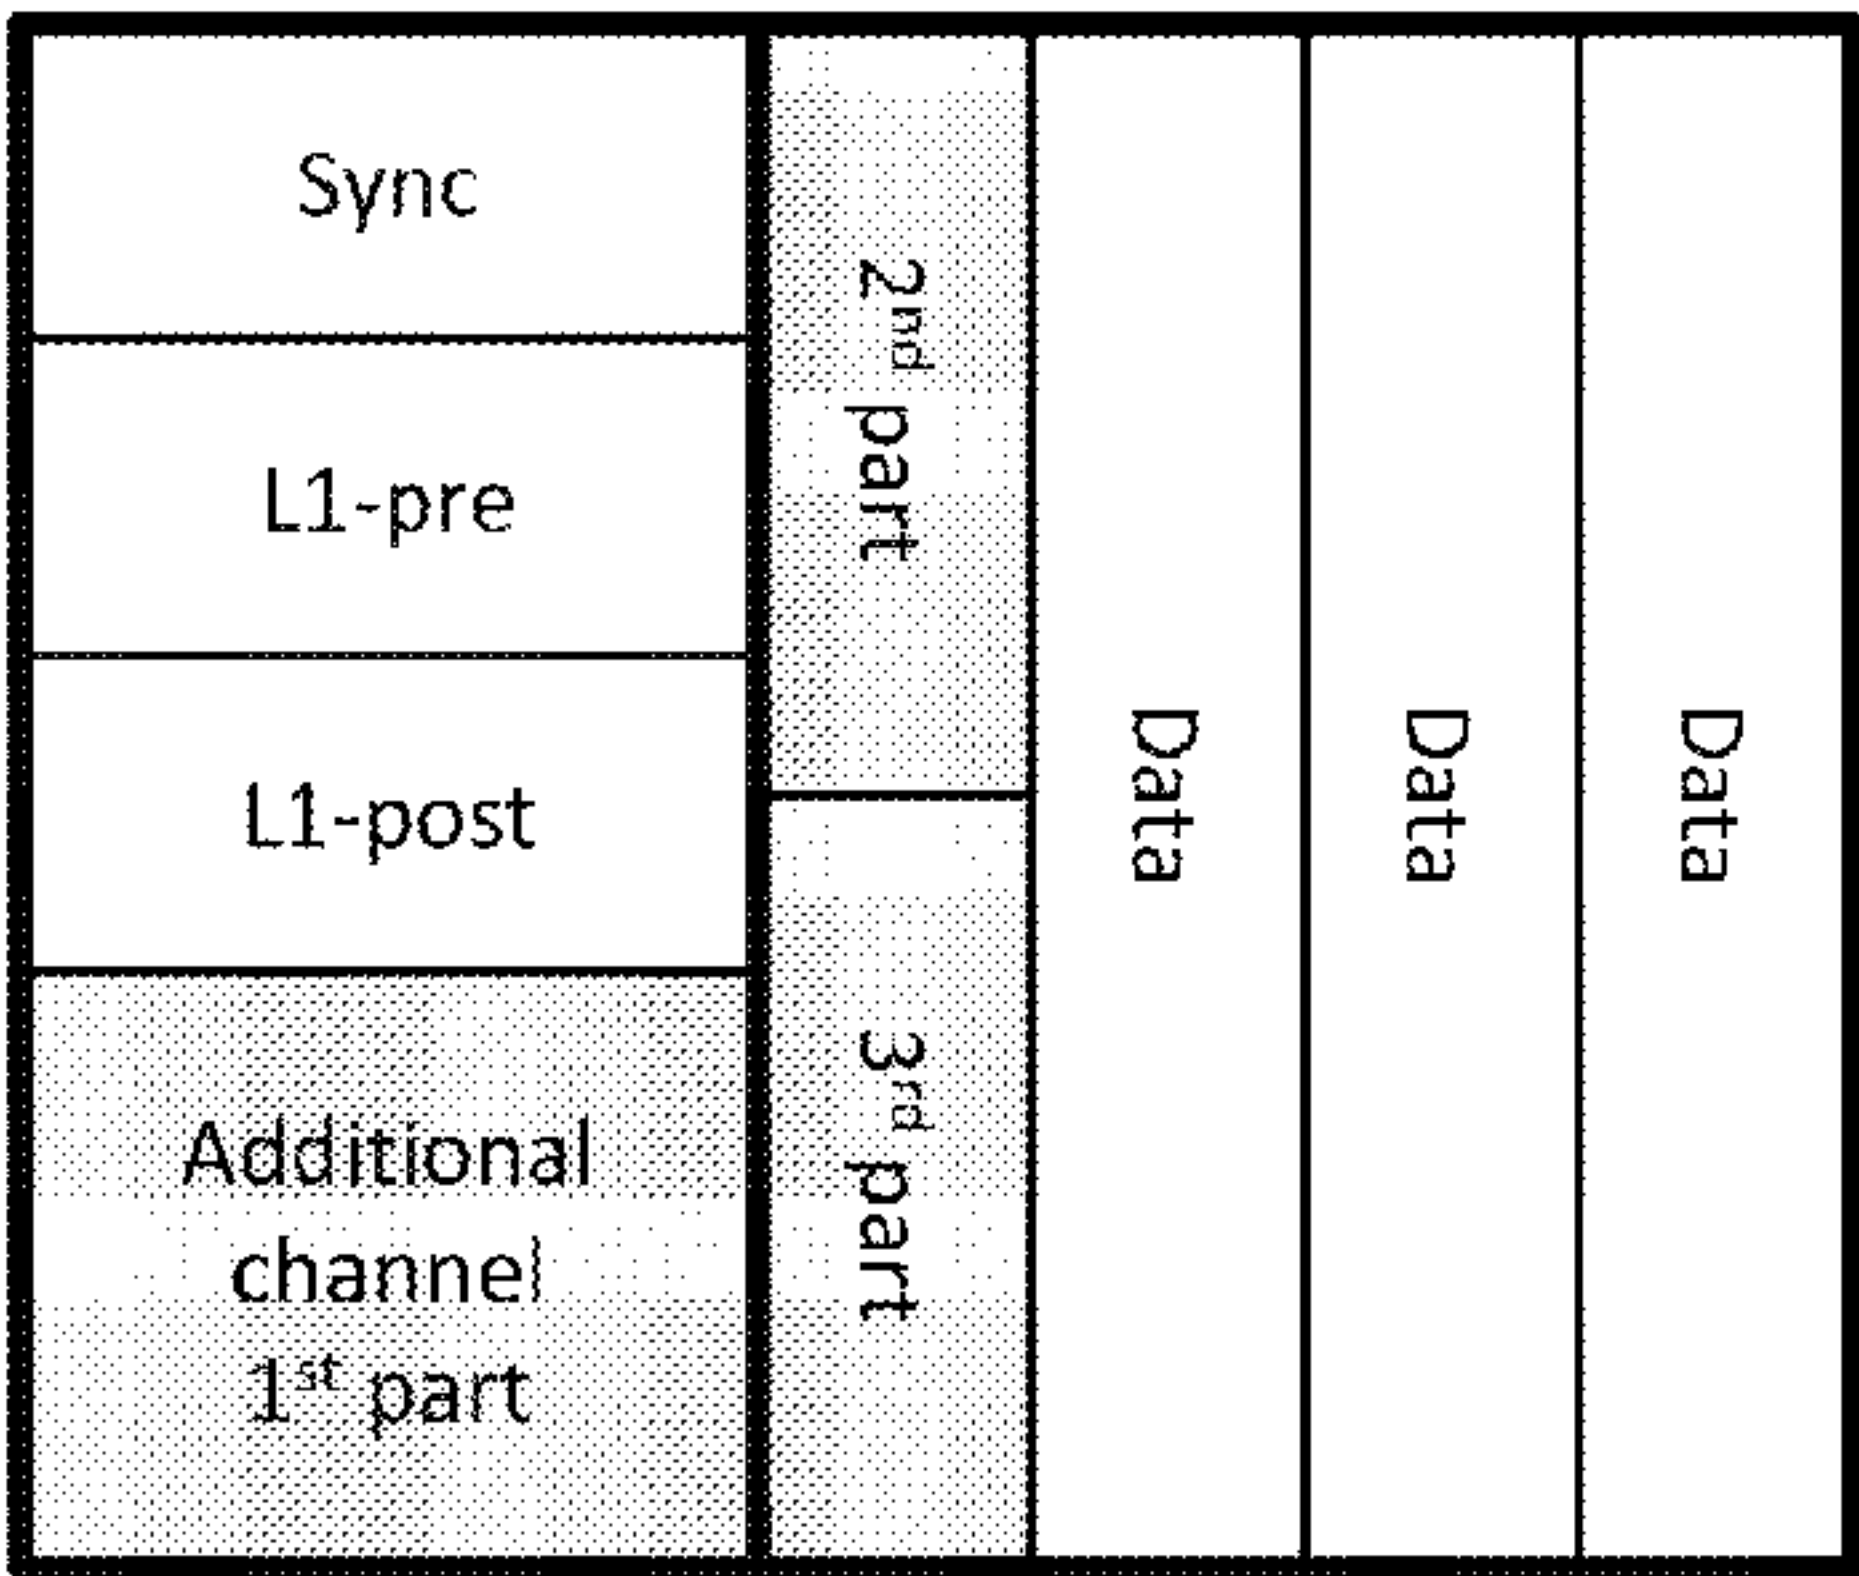 Sync
L1-pre
L1-post
Additional
channel
1st part
2nd part
3rd part
Data
Data
Data